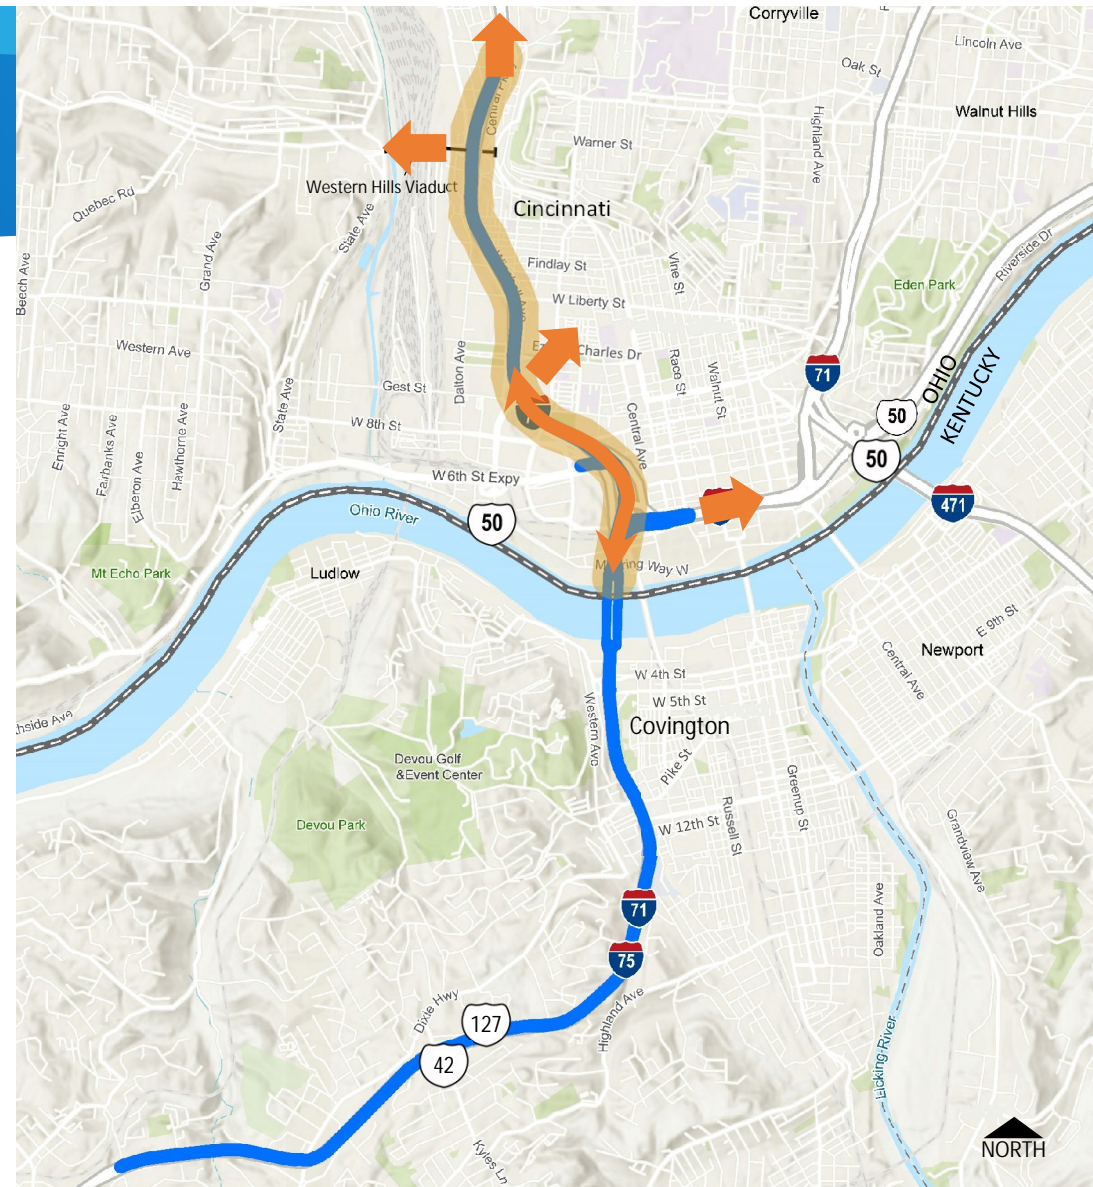 Corryville
Lincoln Ave
Oak St
Walnut Hills
Highland Ave
Warner St
Western Hills Viaduct
Quebec Rd
Cincinnati
State Ave
Grand Ave
Riverside Dr
Vine St
Findlay St
Beech Ave
Eden Park
W Liberty St
Western Ave
Charles Dr
Dalton Ave
Race St
Walnut St
71
OHIO
KENTUCKY
Gest St
State Ave
50
Central Ave
W 8th St
Enright Ave
Fairbanks Ave
Elberon Ave
Hawthorne Ave
50
W 6th St Expy
471
Ohio River
50
Way W
Mt Echo Park
Ludlow
E 9th St
Newport
Central Ave
W 4th St
W 5th St
Western Avo
Covington
Pike St
Devou Golf
&Event Center
Greenup St
Russell St
W 12th St
Devou Park
Grandview Ave
71
Oakland Ave
75
Dixie Hwy
Highland Ave
127
42
Licking River
Kyles Ln
NORTH